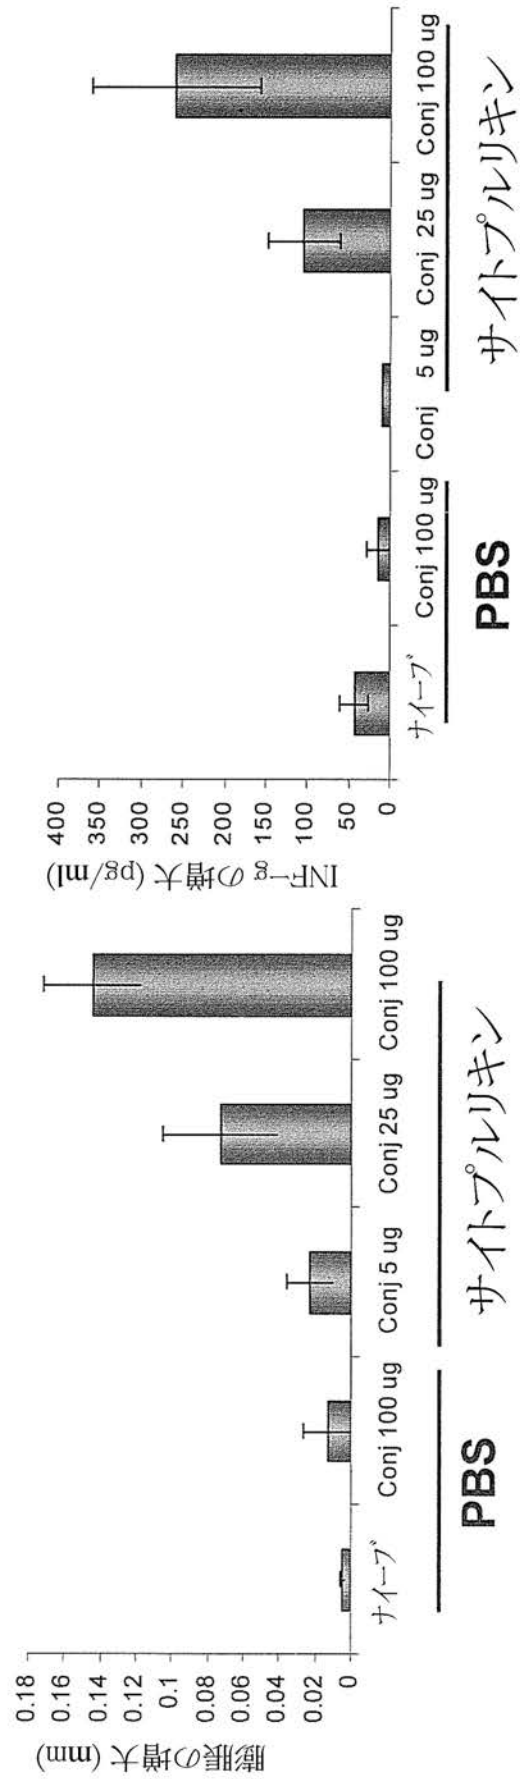 膨脹の増大 (mm)
0.18
0.16
0.14
0.12
0.1
0.08
0.06
0.04
0.02
0
ナイーブ
Conj 100 ug
Conj 5 ug
Conj 25 ug
Conj 100 ug
PBS
サイトプルリキン
INF-g の増大 (pg/ml)
400
350
300
250
200
150
100
50
0
ナイーブ
Conj 100 ug
Conj 5 ug
Conj 25 ug
Conj 100 ug
PBS
サイトプルリキン